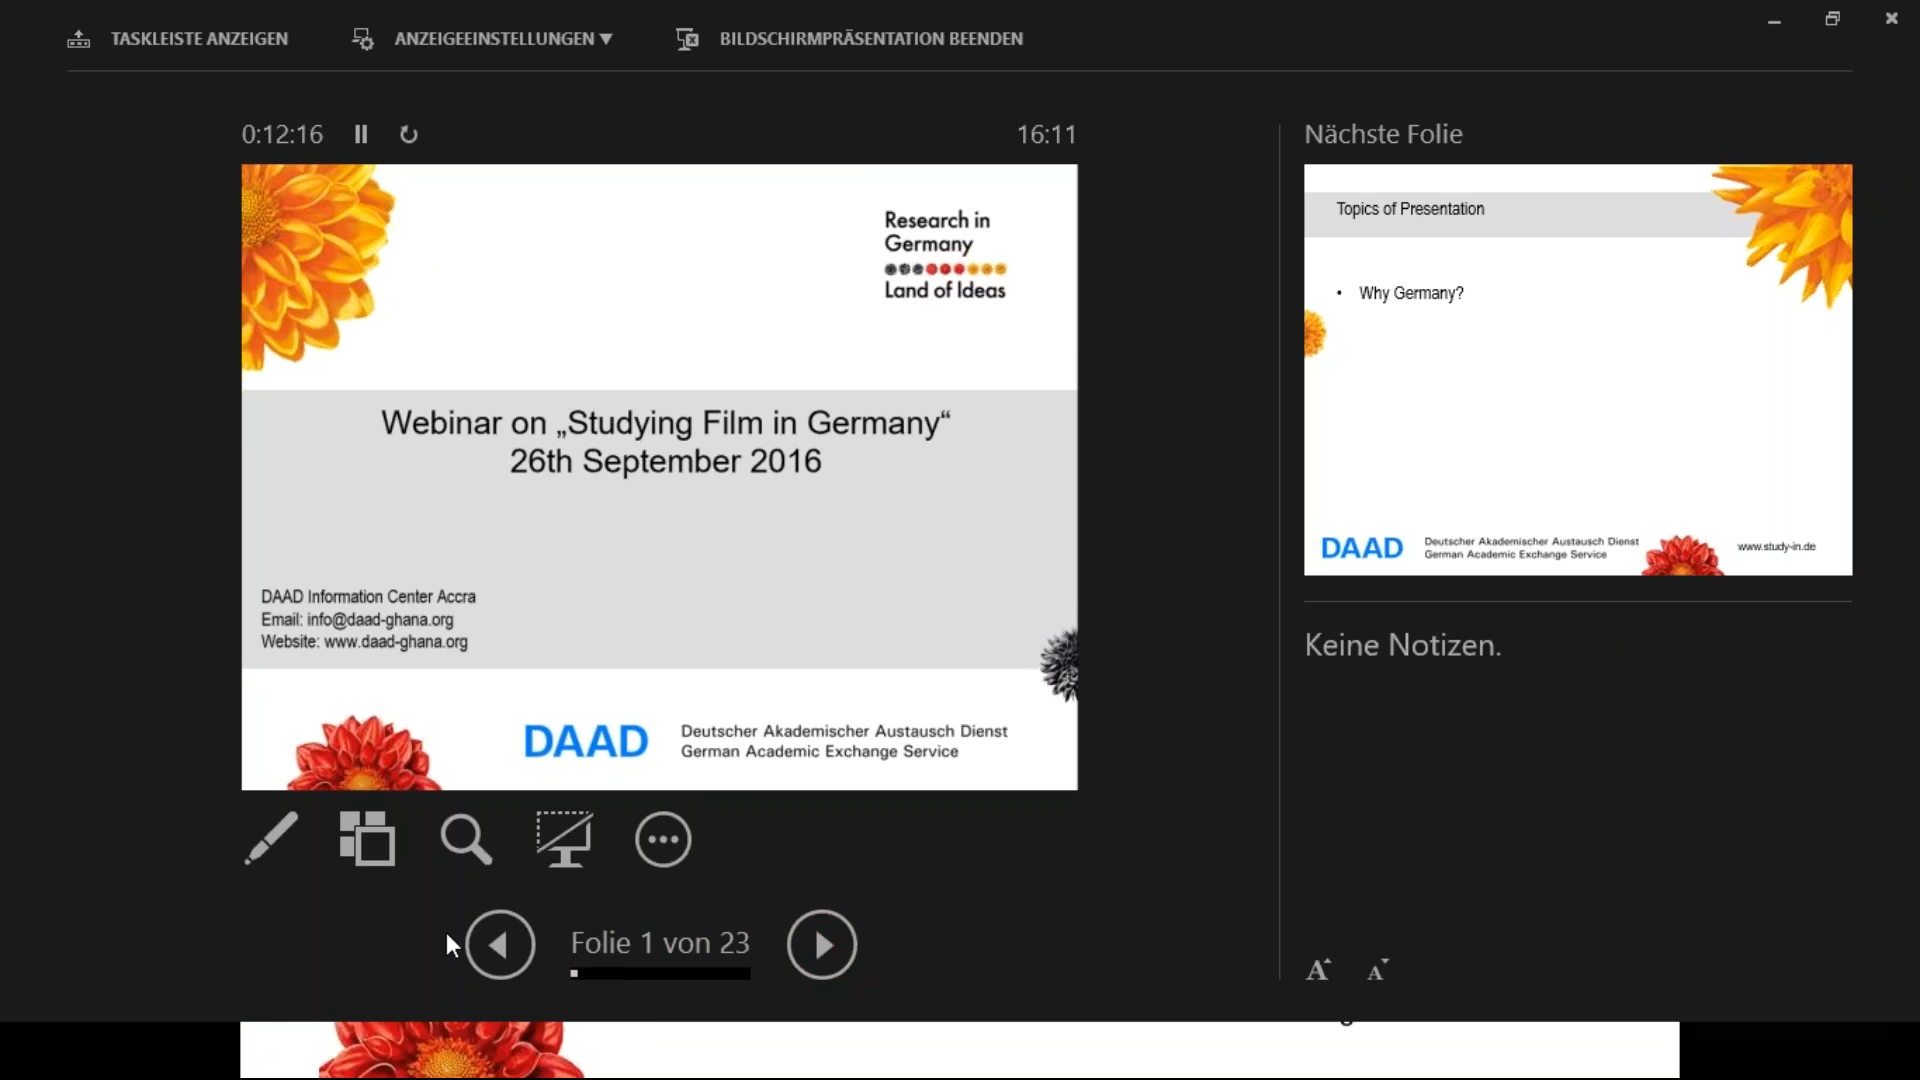 TASKLEISTE ANZEIGEN
ANZEIGEEINSTELLUNGEN
BILDSCHIRMPRÄSENTATION BEENDEN
0:12:16
16:11
Research in
Germany
Land of Ideas
Webinar on „Studying Film in Germany“
26th September 2016
DAAD Information Center Accra
Email: info@daad-ghana.org
Website: www.daad-ghana.org
DAAD
Deutscher Akademischer Austausch Dienst
German Academic Exchange Service
Folie 1 von 23
Nächste Folie
Topics of Presentation
• Why Germany?
DAAD
Deutscher Akademischer Austausch Dienst
German Academic Exchange Service
www.study-in.de
Keine Notizen.
A A